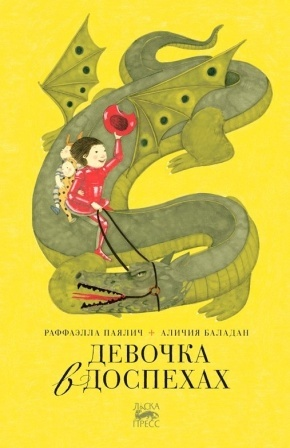 РАФФАЭЛЛА ПАЯЛИЧ + АЛИЧИЯ БАЛАДАН
ДЕВОЧКА
в ДОСПЕХАХ
ЛАСКА
ПРЕСС